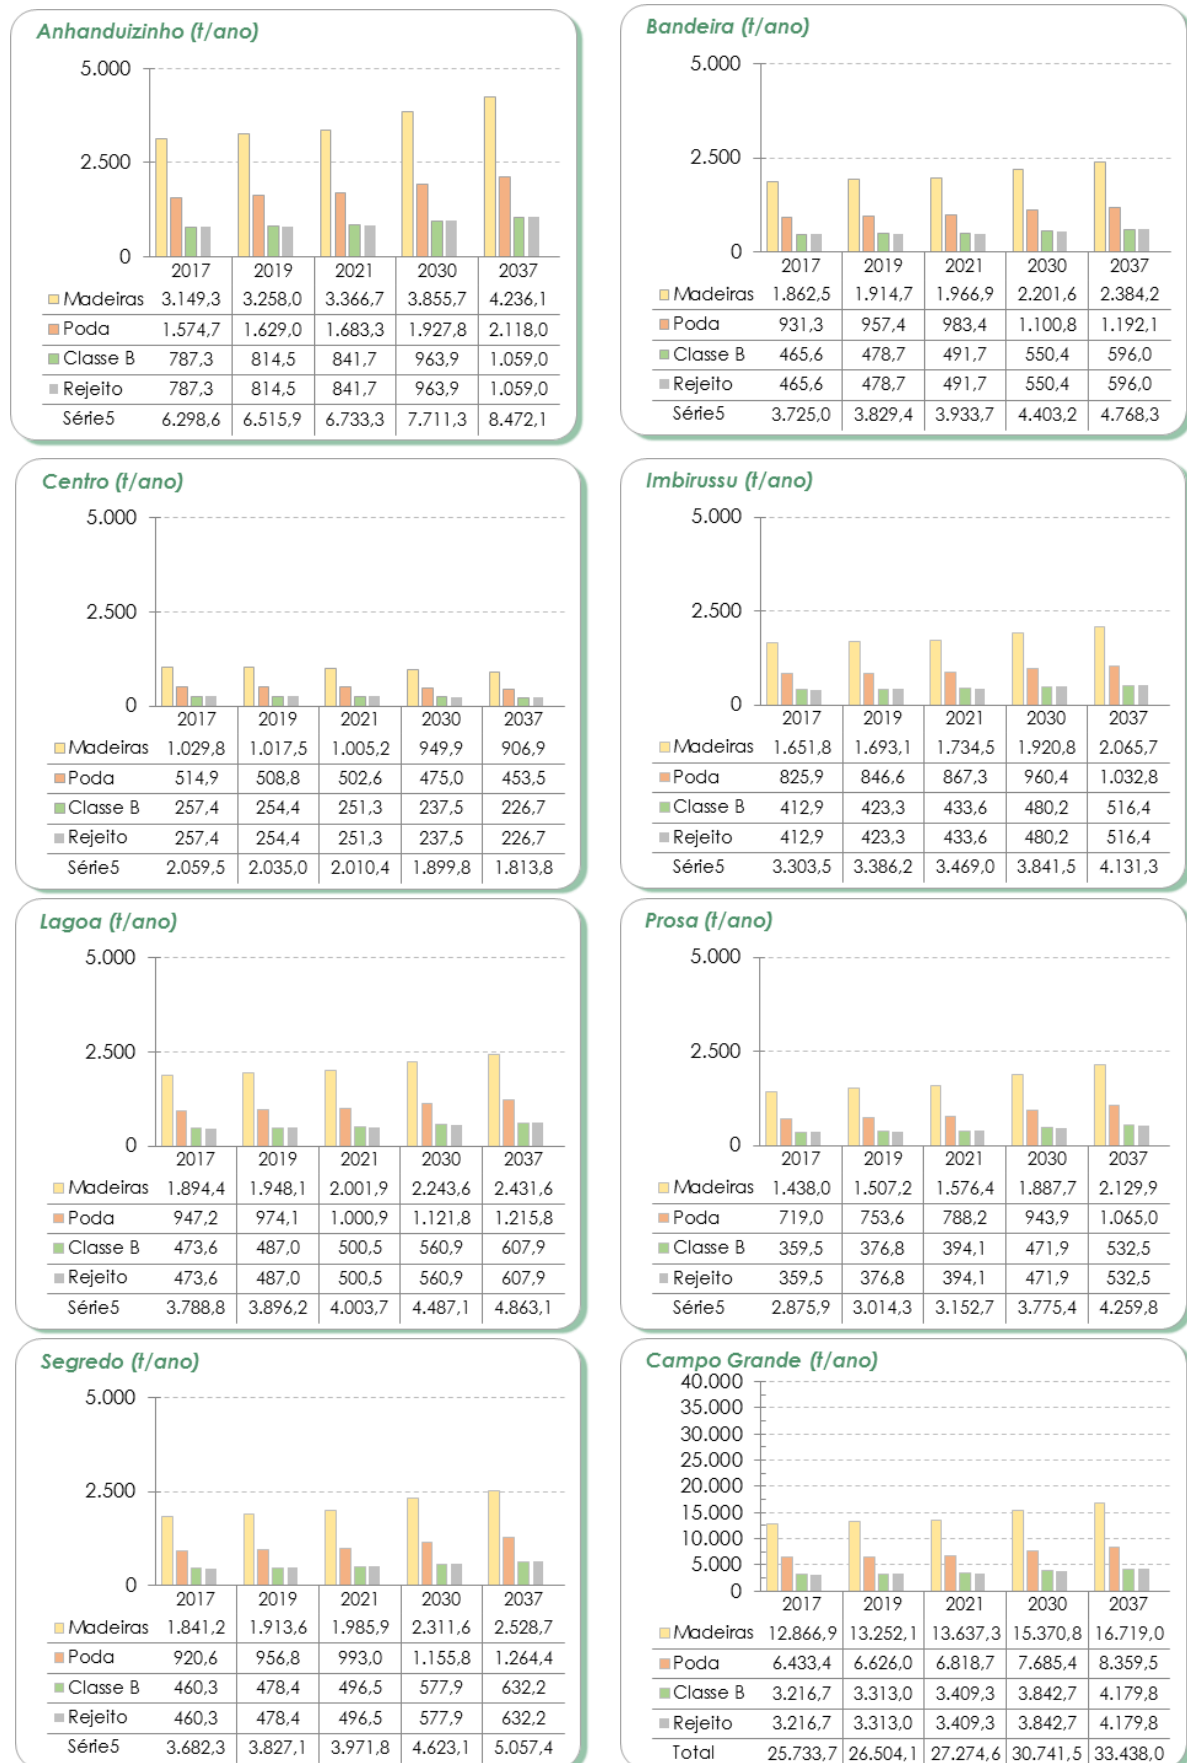 Anhanduizinho (t/ano)
5.000
2.500
0
2017 2019 2021 2030 2037
Madeiras 3.149,3 3.258,0 3.366,7 3.855,7 4.236,1
Poda 1.574,7 1.629,0 1.683,3 1.927,8 2.118,0
Classe B 787,3 814,5 841,7 963,9 1.059,0
Rejeito 787,3 814,5 841,7 963,9 1.059,0
Série5 6.298,6 6.515,9 6.733,3 7.711,3 8.472,1
Bandeira (t/ano)
5.000
2.500
0
2017 2019 2021 2030 2037
Madeiras 1.862,5 1.914,7 1.966,9 2.201,6 2.384,2
Poda 931,3 957,4 983,4 1.100,8 1.192,1
Classe B 465,6 478,7 491,7 550,4 596,0
Rejeito 465,6 478,7 491,7 550,4 596,0
Série5 3.725,0 3.829,4 3.933,7 4.403,2 4.768,3
Centro (t/ano)
5.000
2.500
0
2017 2019 2021 2030 2037
Madeiras 1.029,8 1.017,5 1.005,2 949,9 906,9
Poda 514,9 508,8 502,6 475,0 453,5
Classe B 257,4 254,4 251,3 237,5 226,7
Rejeito 257,4 254,4 251,3 237,5 226,7
Série5 2.059,5 2.035,0 2.010,4 1.899,8 1.813,8
Imbirussu (t/ano)
5.000
2.500
0
2017 2019 2021 2030 2037
Madeiras 1.651,8 1.693,1 1.734,5 1.920,8 2.065,7
Poda 825,9 846,6 867,3 960,4 1.032,8
Classe B 412,9 423,3 433,6 480,2 516,4
Rejeito 412,9 423,3 433,6 480,2 516,4
Série5 3.303,5 3.386,2 3.469,0 3.841,5 4.131,3
Lagoa (t/ano)
5.000
2.500
0
2017 2019 2021 2030 2037
Madeiras 1.894,4 1.948,1 2.001,9 2.243,6 2.431,6
Poda 947,2 974,1 1.000,9 1.121,8 1.215,8
Classe B 473,6 487,0 500,5 560,9 607,9
Rejeito 473,6 487,0 500,5 560,9 607,9
Série5 3.788,8 3.896,2 4.003,7 4.487,1 4.863,1
Prosa (t/ano)
5.000
2.500
0
2017 2019 2021 2030 2037
Madeiras 1.438,0 1.507,2 1.576,4 1.887,7 2.129,9
Poda 719,0 753,6 788,2 943,9 1.065,0
Classe B 359,5 376,8 394,1 471,9 532,5
Rejeito 359,5 376,8 394,1 471,9 532,5
Série5 2.875,9 3.014,3 3.152,7 3.775,4 4.259,8
Segredo (t/ano)
5.000
2.500
0
2017 2019 2021 2030 2037
Madeiras 1.841,2 1.913,6 1.985,9 2.311,6 2.528,7
Poda 920,6 956,8 993,0 1.155,8 1.264,4
Classe B 460,3 478,4 496,5 577,9 632,2
Rejeito 460,3 478,4 496,5 577,9 632,2
Série5 3.682,3 3.827,1 3.971,8 4.623,1 5.057,4
Campo Grande (t/ano)
40.000
35.000
30.000
25.000
20.000
15.000
10.000
5.000
0
2017 2019 2021 2030 2037
Madeiras 12.866,9 13.252,1 13.637,3 15.370,8 16.719,0
Poda 6.433,4 6.626,0 6.818,7 7.685,4 8.359,5
Classe B 3.216,7 3.313,0 3.409,3 3.842,7 4.179,8
Rejeito 3.216,7 3.313,0 3.409,3 3.842,7 4.179,8
Total 25.733,7 26.504,1 27.274,6 30.741,5 33.438,0